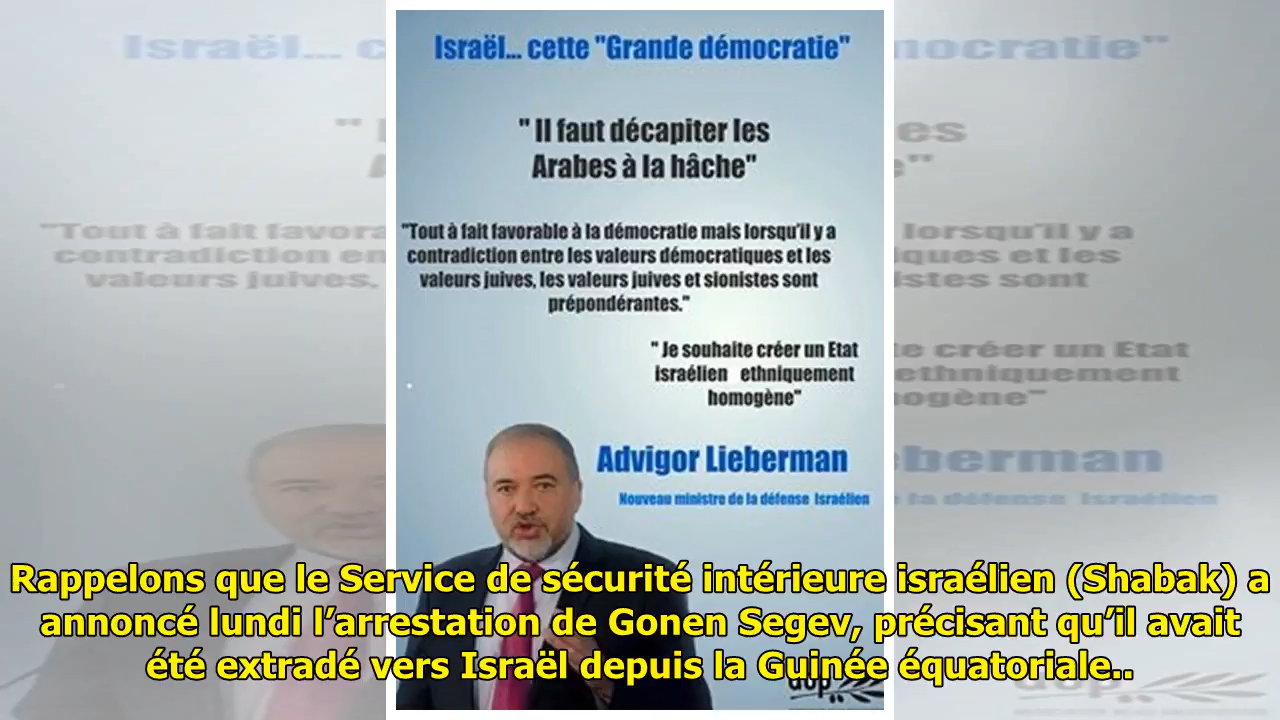 Israël... cette "Grande démocratie"
" Il faut décapiter les
Arabes à la hâche"
"Tout à fait favorable à la démocratie mais lorsqu'il y a
contradiction entre les valeurs démocratiques et les
valeurs juives, les valeurs juives et sionistes sont
prépondérantes."
" Je souhaite créer un Etat
israélien ethniquement
homogène"
Advigor Lieberman
Nouveau ministre de la défense Israélien
Rappelons que le Service de sécurité intérieure israélien (Shabak) a
annoncé lundi l’arrestation de Gonen Segev, précisant qu’il avait
été extradé vers Israël depuis la Guinée équatoriale..